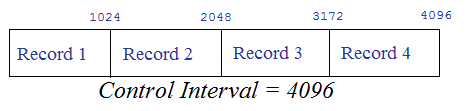 1024 2048 3172 4096
Record 1 Record 2 Record 3 Record 4
Control Interval = 4096